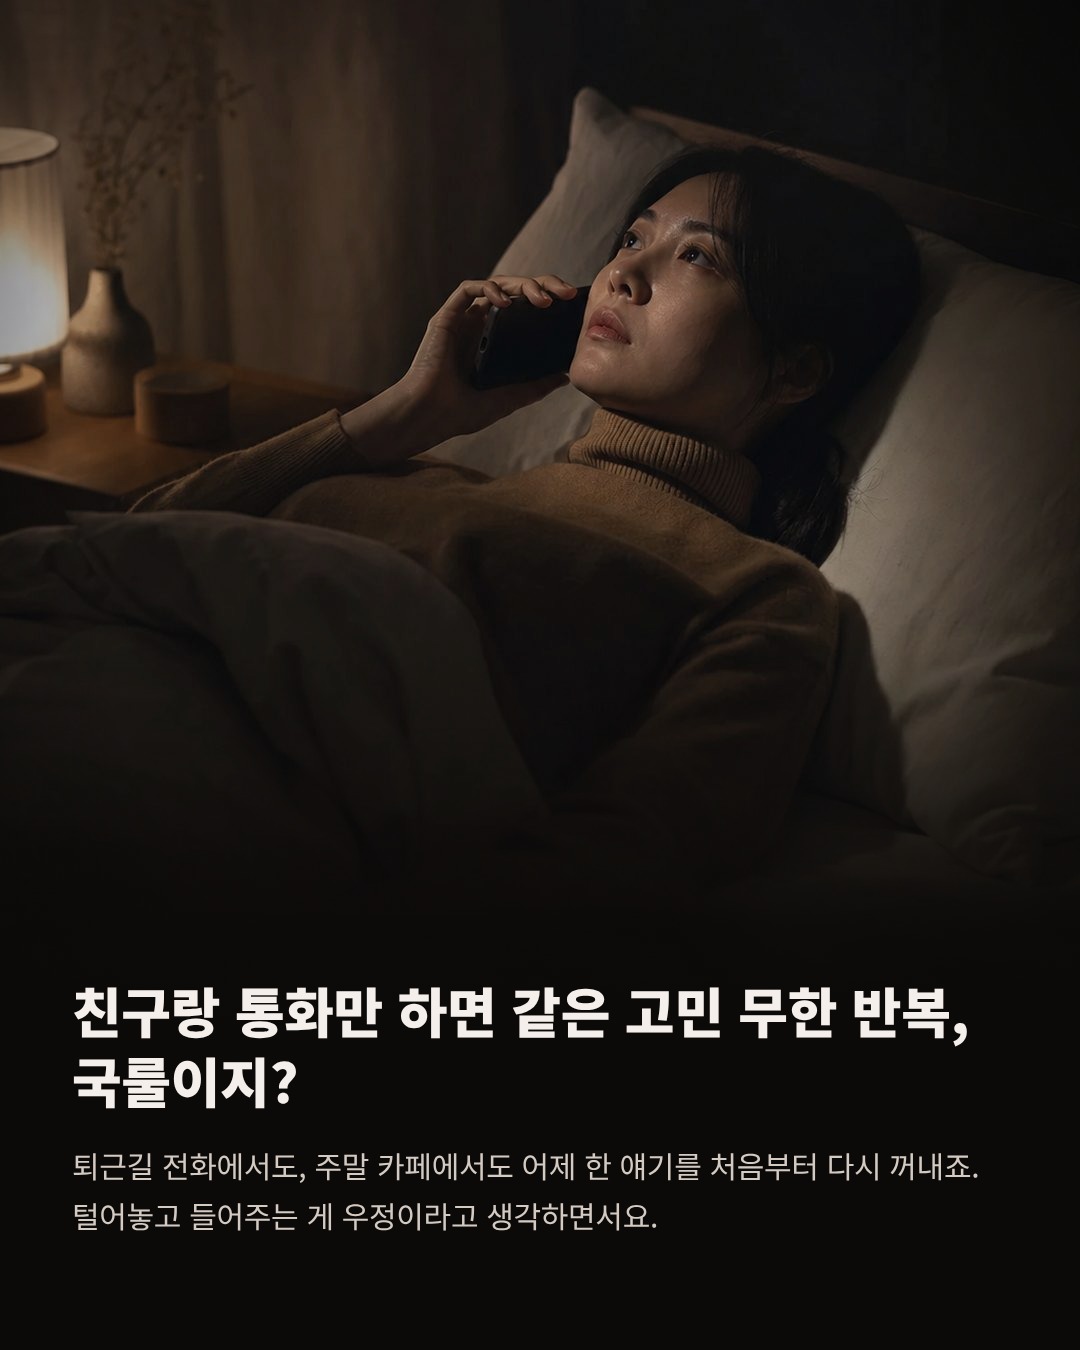 친구랑 통화만 하면 같은 고민 무한 반복,
국룰이지?
퇴근길 전화에서도, 주말 카페에서도 어제 한 얘기를 처음부터 다시 꺼내죠.
털어놓고 들어주는 게 우정이라고 생각하면서요.